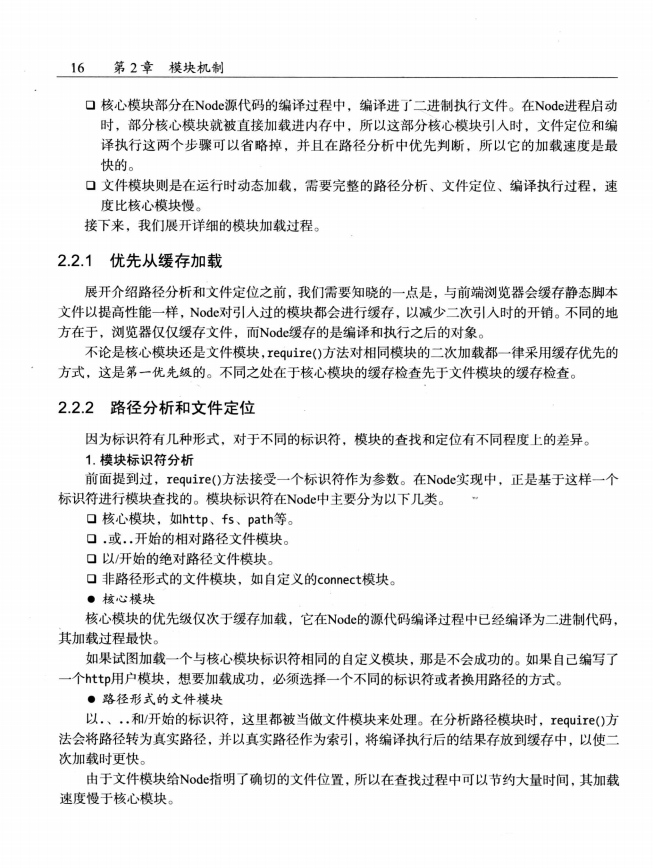 16 第 2 章 模块机制
❑ 核心模块部分在Node源代码的编译过程中，编译进了二进制执行文件。在Node进程启动
时，部分核心模块就被直接加载进内存中，所以这部分核心模块引入时，文件定位和编
译执行这两个步骤可以省略掉，并且在路径分析中优先判断，所以它的加载速度是最
快的。
❑ 文件模块则是在运行时动态加载，需要完整的路径分析、文件定位、编译执行过程，速
度比核心模块慢。
接下来，我们展开详细的模块加载过程。
2.2.1 优先从缓存加载
展开介绍路径分析和文件定位之前，我们需要知晓的一点是，与前端浏览器会缓存静态脚本
文件以提高性能一样，Node对引入过的模块都会进行缓存，以减少二次引入时的开销。不同的地
方在于，浏览器仅仅缓存文件，而Node缓存的是编译和执行之后的对象。
不论是核心模块还是文件模块，require()方法对相同模块的二次加载都一律采用缓存优先的
方式，这是第一优先级的。不同之处在于核心模块的缓存检查先于文件模块的缓存检查。
2.2.2 路径分析和文件定位
因为标识符有几种形式，对于不同的标识符，模块的查找和定位有不同程度上的差异。
1. 模块标识符分析
前面提到过，require()方法接受一个标识符作为参数。在Node实现中，正是基于这样一个
标识符进行模块查找的。模块标识符在Node中主要分为以下几类。
❑ 核心模块，如http、fs、path等。
❑ .或..开始的相对路径文件模块。
❑ 以/开始的绝对路径文件模块。
❑ 非路径形式的文件模块，如自定义的connect模块。
● 核心模块
核心模块的优先级仅次于缓存加载，它在Node的源代码编译过程中已经编译为二进制代码，
其加载过程最快。
如果试图加载一个与核心模块标识符相同的自定义模块，那是不会成功的。如果自己编写了
一个http用户模块，想要加载成功，必须选择一个不同的标识符或者换用路径的方式。
● 路径形式的文件模块
以.、..和/开始的标识符，这里都被当做文件模块来处理。在分析路径模块时，require()方
法会将路径转为真实路径，并以真实路径作为索引，将编译执行后的结果存放到缓存中，以使二
次加载时更快。
由于文件模块给Node指明了确切的文件位置，所以在查找过程中可以节约大量时间，其加载
速度慢于核心模块。